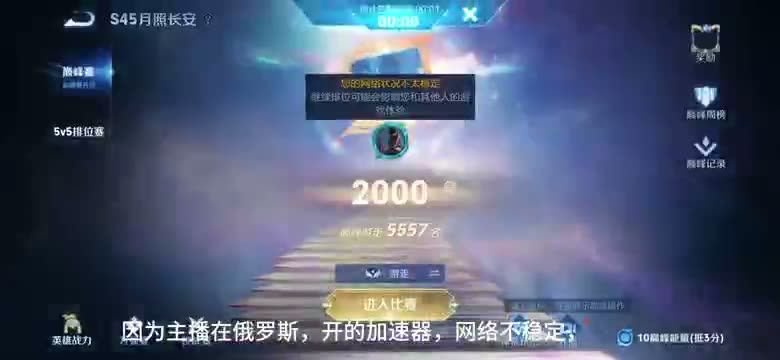 S45月照长安
00:00
巅峰赛
5v5排位赛
奖励
巅峰周榜
巅峰记录
您的网络状况不太稳定
继续排位可能会影响您和其他人的游
戏体验
2000
5557
游走
进入比赛
英雄战力
10巅峰能量(抵3分)
因为主播在俄罗斯，开的加速器，网络不稳定，